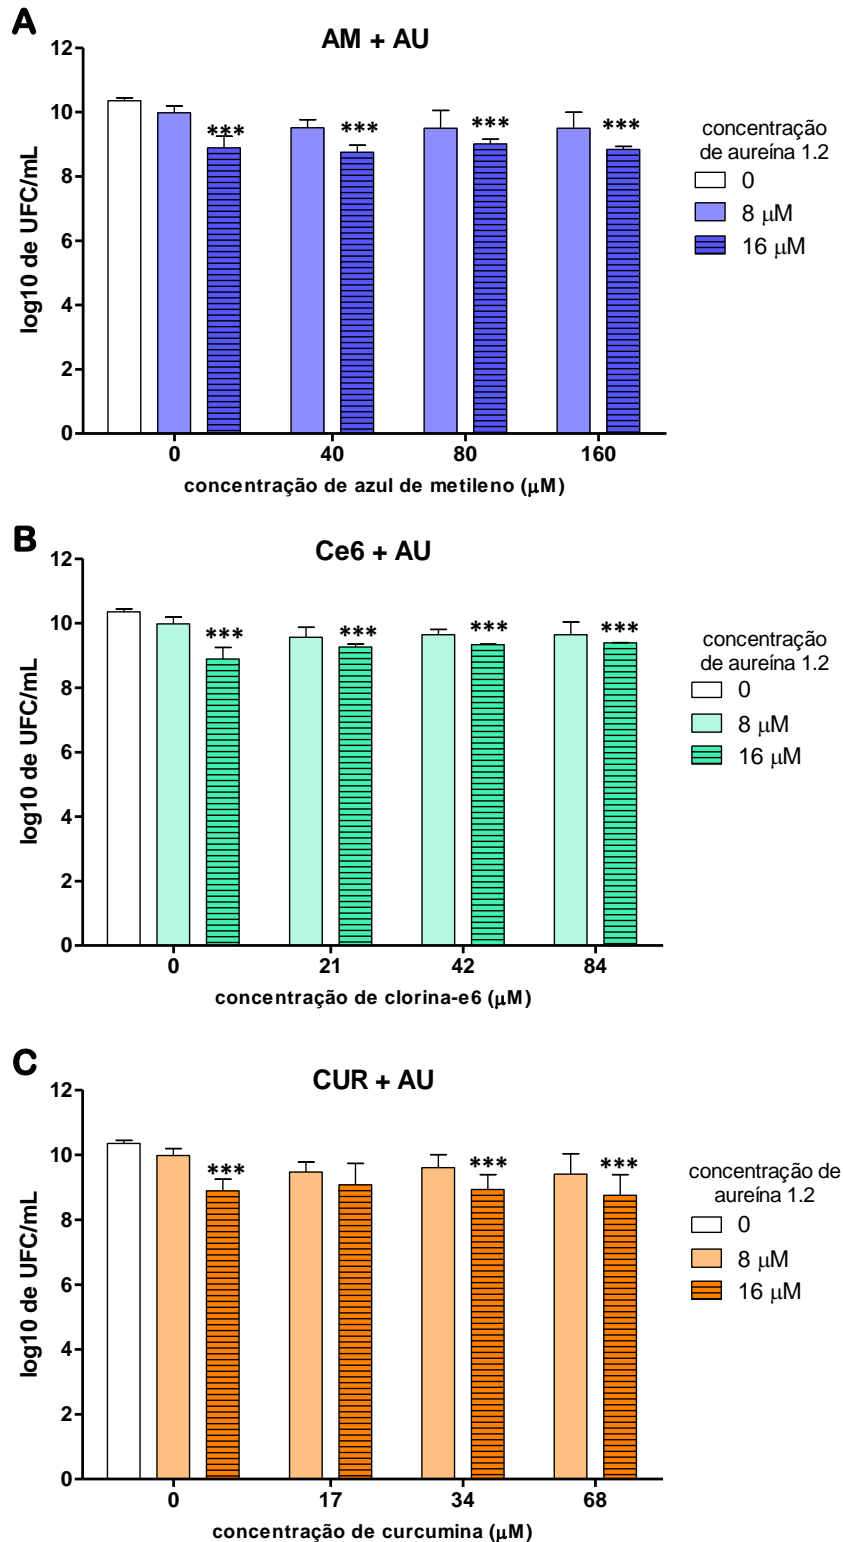 A
AM + AU
12
10
8
6
4
2
0
log10 de UFC/mL
***
***
***
***
0
40
80
160
concentração de azul de metileno (μM)
concentração
de aureína 1.2
0
8 μM
16 μM
B
Ce6 + AU
12
10
8
6
4
2
0
log10 de UFC/mL
***
***
***
***
0
21
42
84
concentração de clorina-e6 (μM)
concentração
de aureína 1.2
0
8 μM
16 μM
C
CUR + AU
12
10
8
6
4
2
0
log10 de UFC/mL
***
***
***
0
17
34
68
concentração de curcumina (μM)
concentração de
aureína 1.2
0
8 μM
16 μM